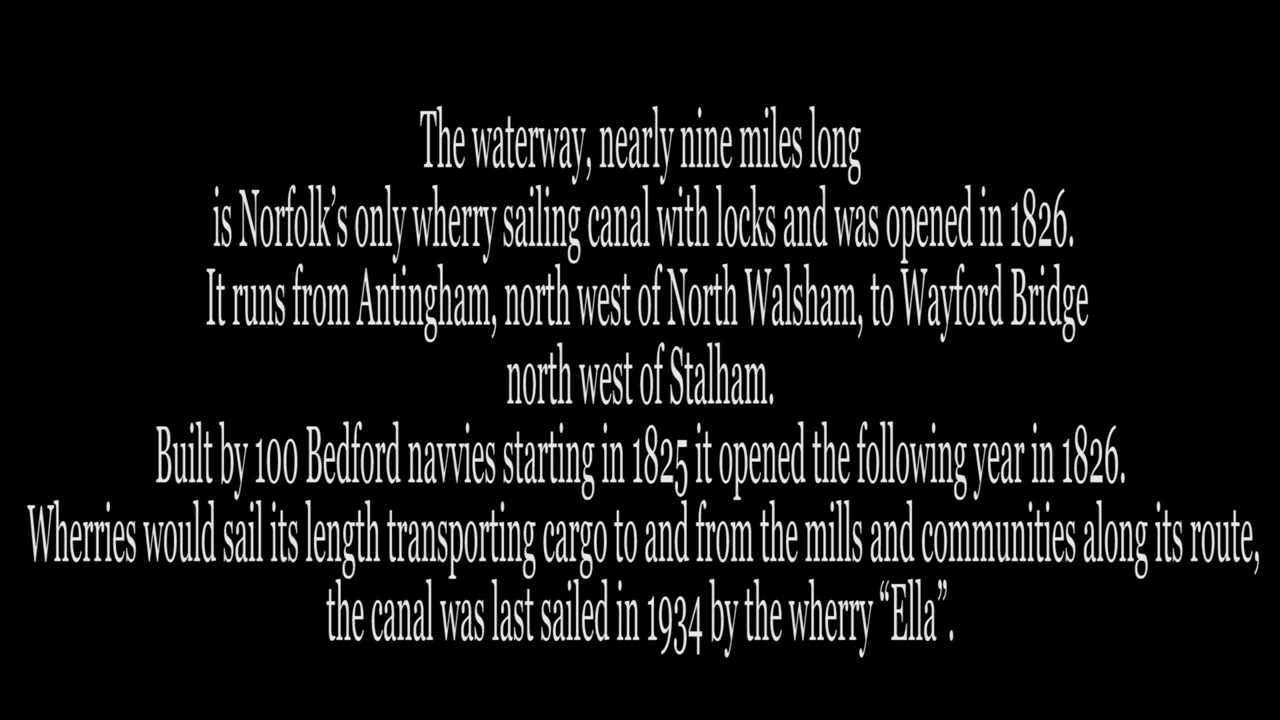 The waterway, nearly nine miles long
is Norfolk’s only wherry sailing canal with locks and was opened in 1826.
It runs from Antingham, north west of North Walsham, to Wayford Bridge
north west of Stalham.
Built by 100 Bedford navvies starting in 1825 it opened the following year in 1826.
Wherries would sail its length transporting cargo to and from the mills and communities along its route,
the canal was last sailed in 1934 by the wherry “Ella”.